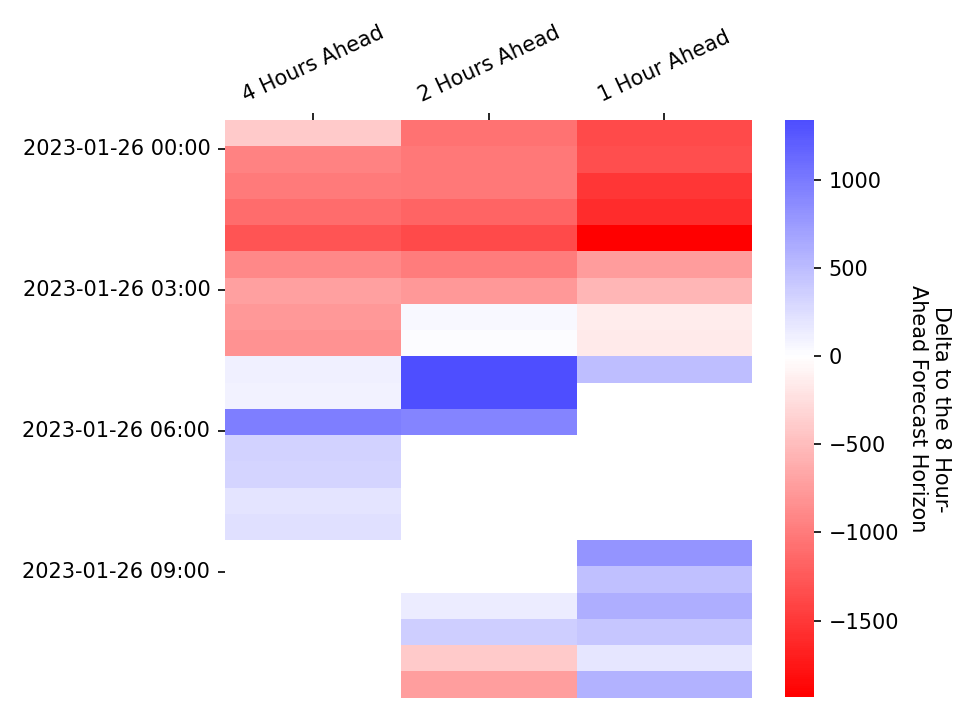 4 Hours Ahead
2 Hours Ahead
1 Hour Ahead
2023-01-26 00:00
2023-01-26 03:00
2023-01-26 06:00
2023-01-26 09:00
1000
500
0
−500
−1000
−1500
Delta to the 8 Hour-
Ahead Forecast Horizon